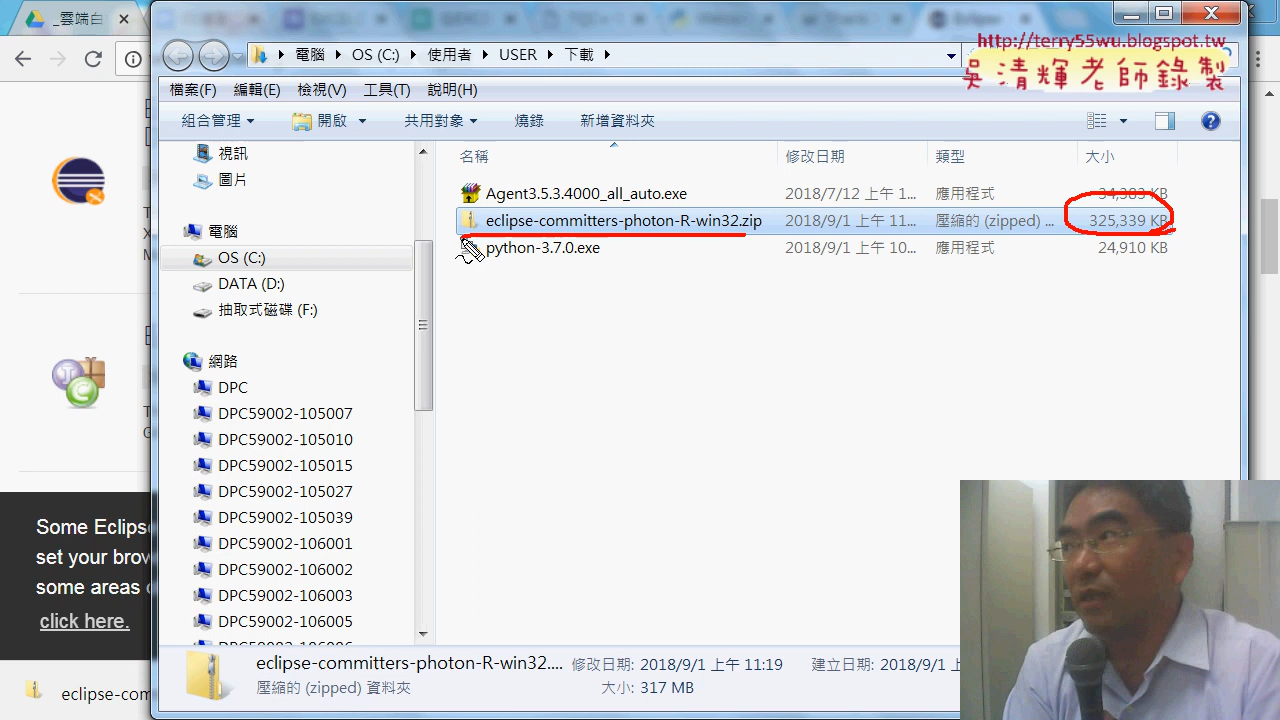 _雲端白
http://terry55wu.blogspot.tw
吳清輝老師錄製
電腦 OS (C:) 使用者 USER 下載
檔案(F) 編輯(E) 檢視(V) 工具(T) 說明(H)
組合管理 開啟 共用對象 燒錄 新增資料夾
視訊
圖片
電腦
OS (C:)
DATA (D:)
抽取式磁碟 (F:)
網路
DPC
DPC59002-105007
DPC59002-105010
DPC59002-105015
DPC59002-105027
DPC59002-105039
DPC59002-106001
DPC59002-106002
DPC59002-106003
DPC59002-106005
名稱 修改日期 類型 大小
Agent3.5.3.4000_all_auto.exe 2018/7/12 上午 1... 應用程式 34,383 KB
eclipse-committers-photon-R-win32.zip 2018/9/1 上午 11... 壓縮的 (zipped) ... 325,339 KB
python-3.7.0.exe 2018/9/1 上午 10... 應用程式 24,910 KB
Some Eclips
set your brow
some areas
click here.
eclipse-committers-photon-R-win32.... 修改日期: 2018/9/1 上午 11:19 建立日期: 2018/9/1 上
壓縮的 (zipped) 資料夾 大小: 317 MB
eclipse-com